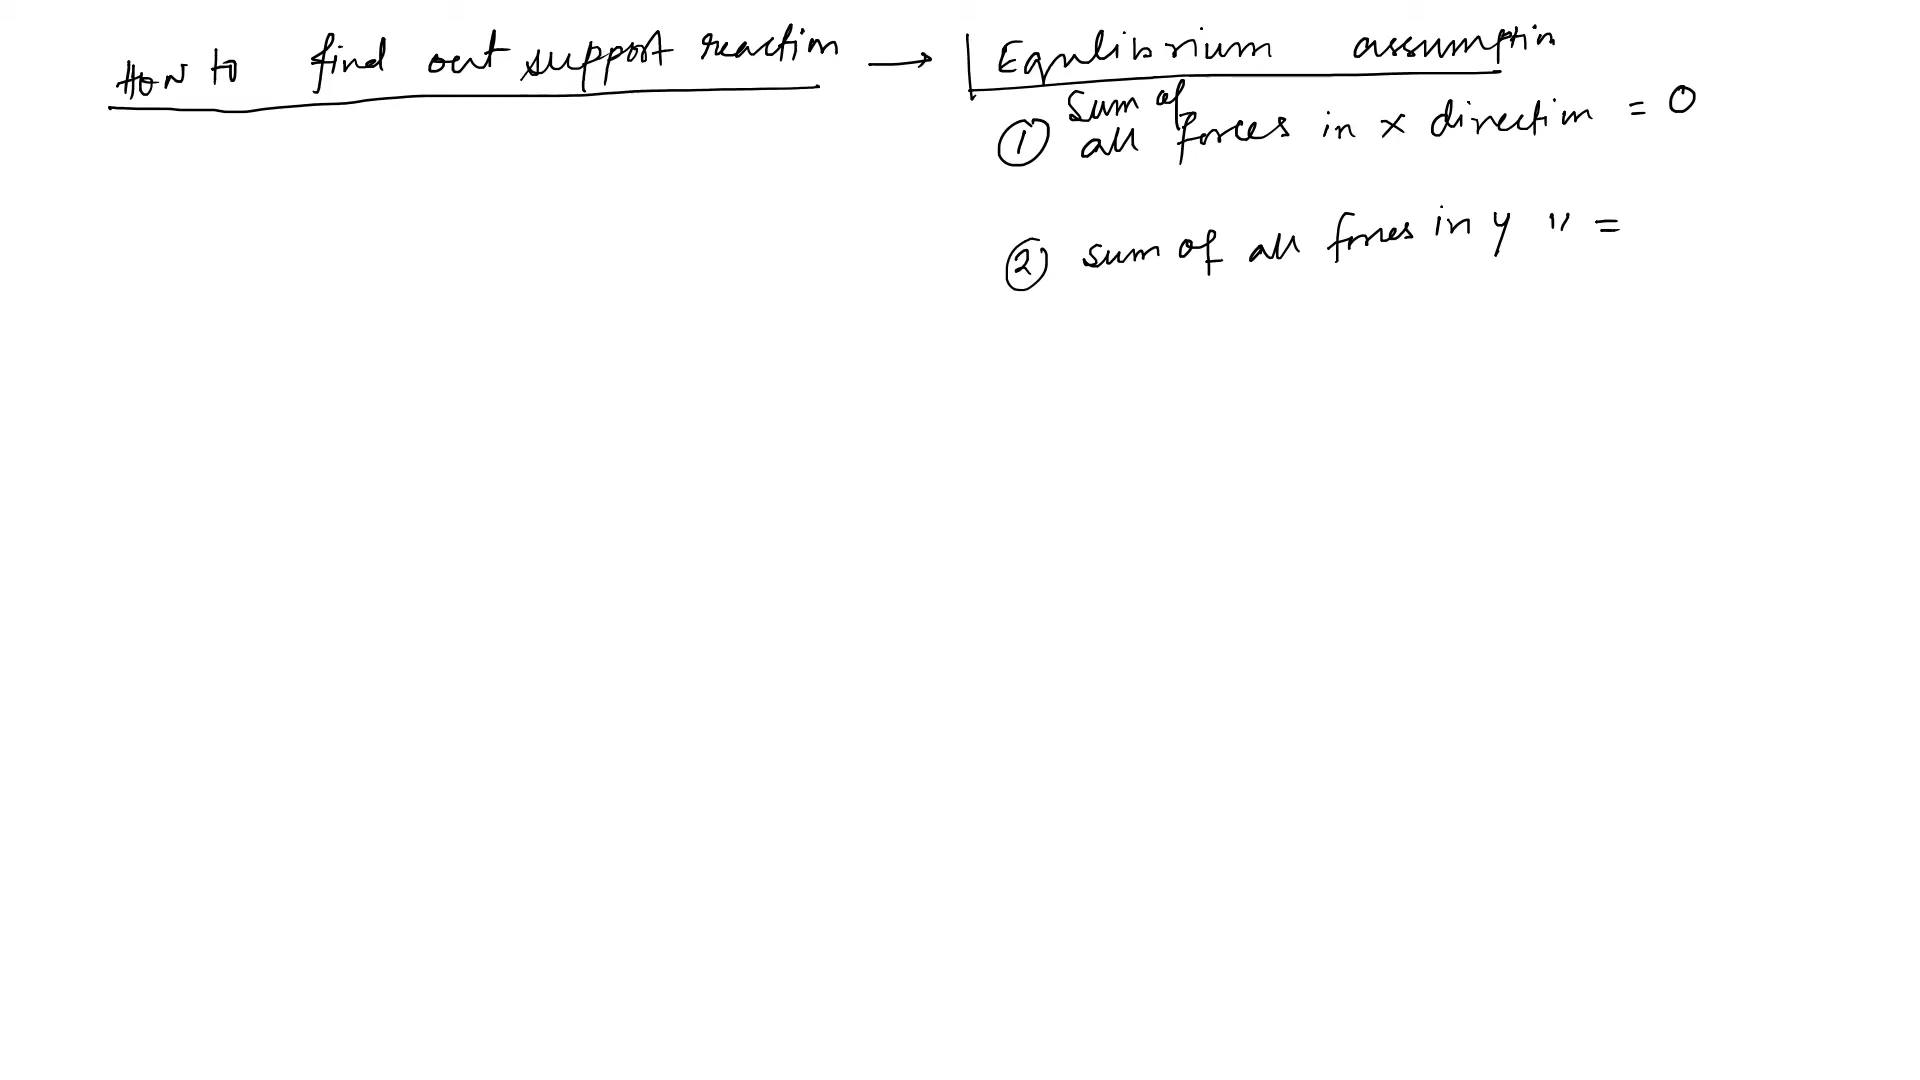 How to find out support reaction → Equlibrium assumption
sum of
① all forces in x direction = 0
② sum of all forces in y " =